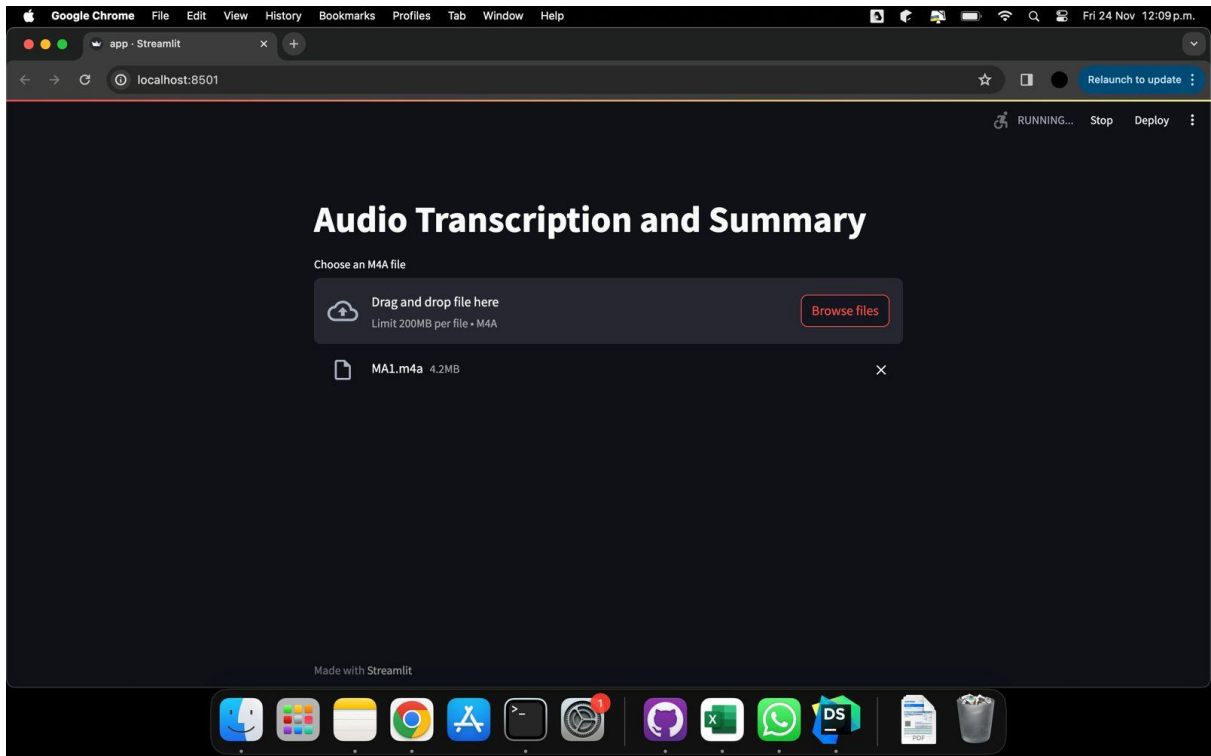 Google Chrome File Edit View History Bookmarks Profiles Tab Window Help Fri 24 Nov 12:09 p.m.
app · Streamlit
localhost:8501 Relaunch to update
RUNNING... Stop Deploy
Audio Transcription and Summary
Choose an M4A file
Drag and drop file here
Browse files
Limit 200MB per file • M4A
MA1.m4a 4.2MB
Made with Streamlit
1
>_
X
DS
PDF